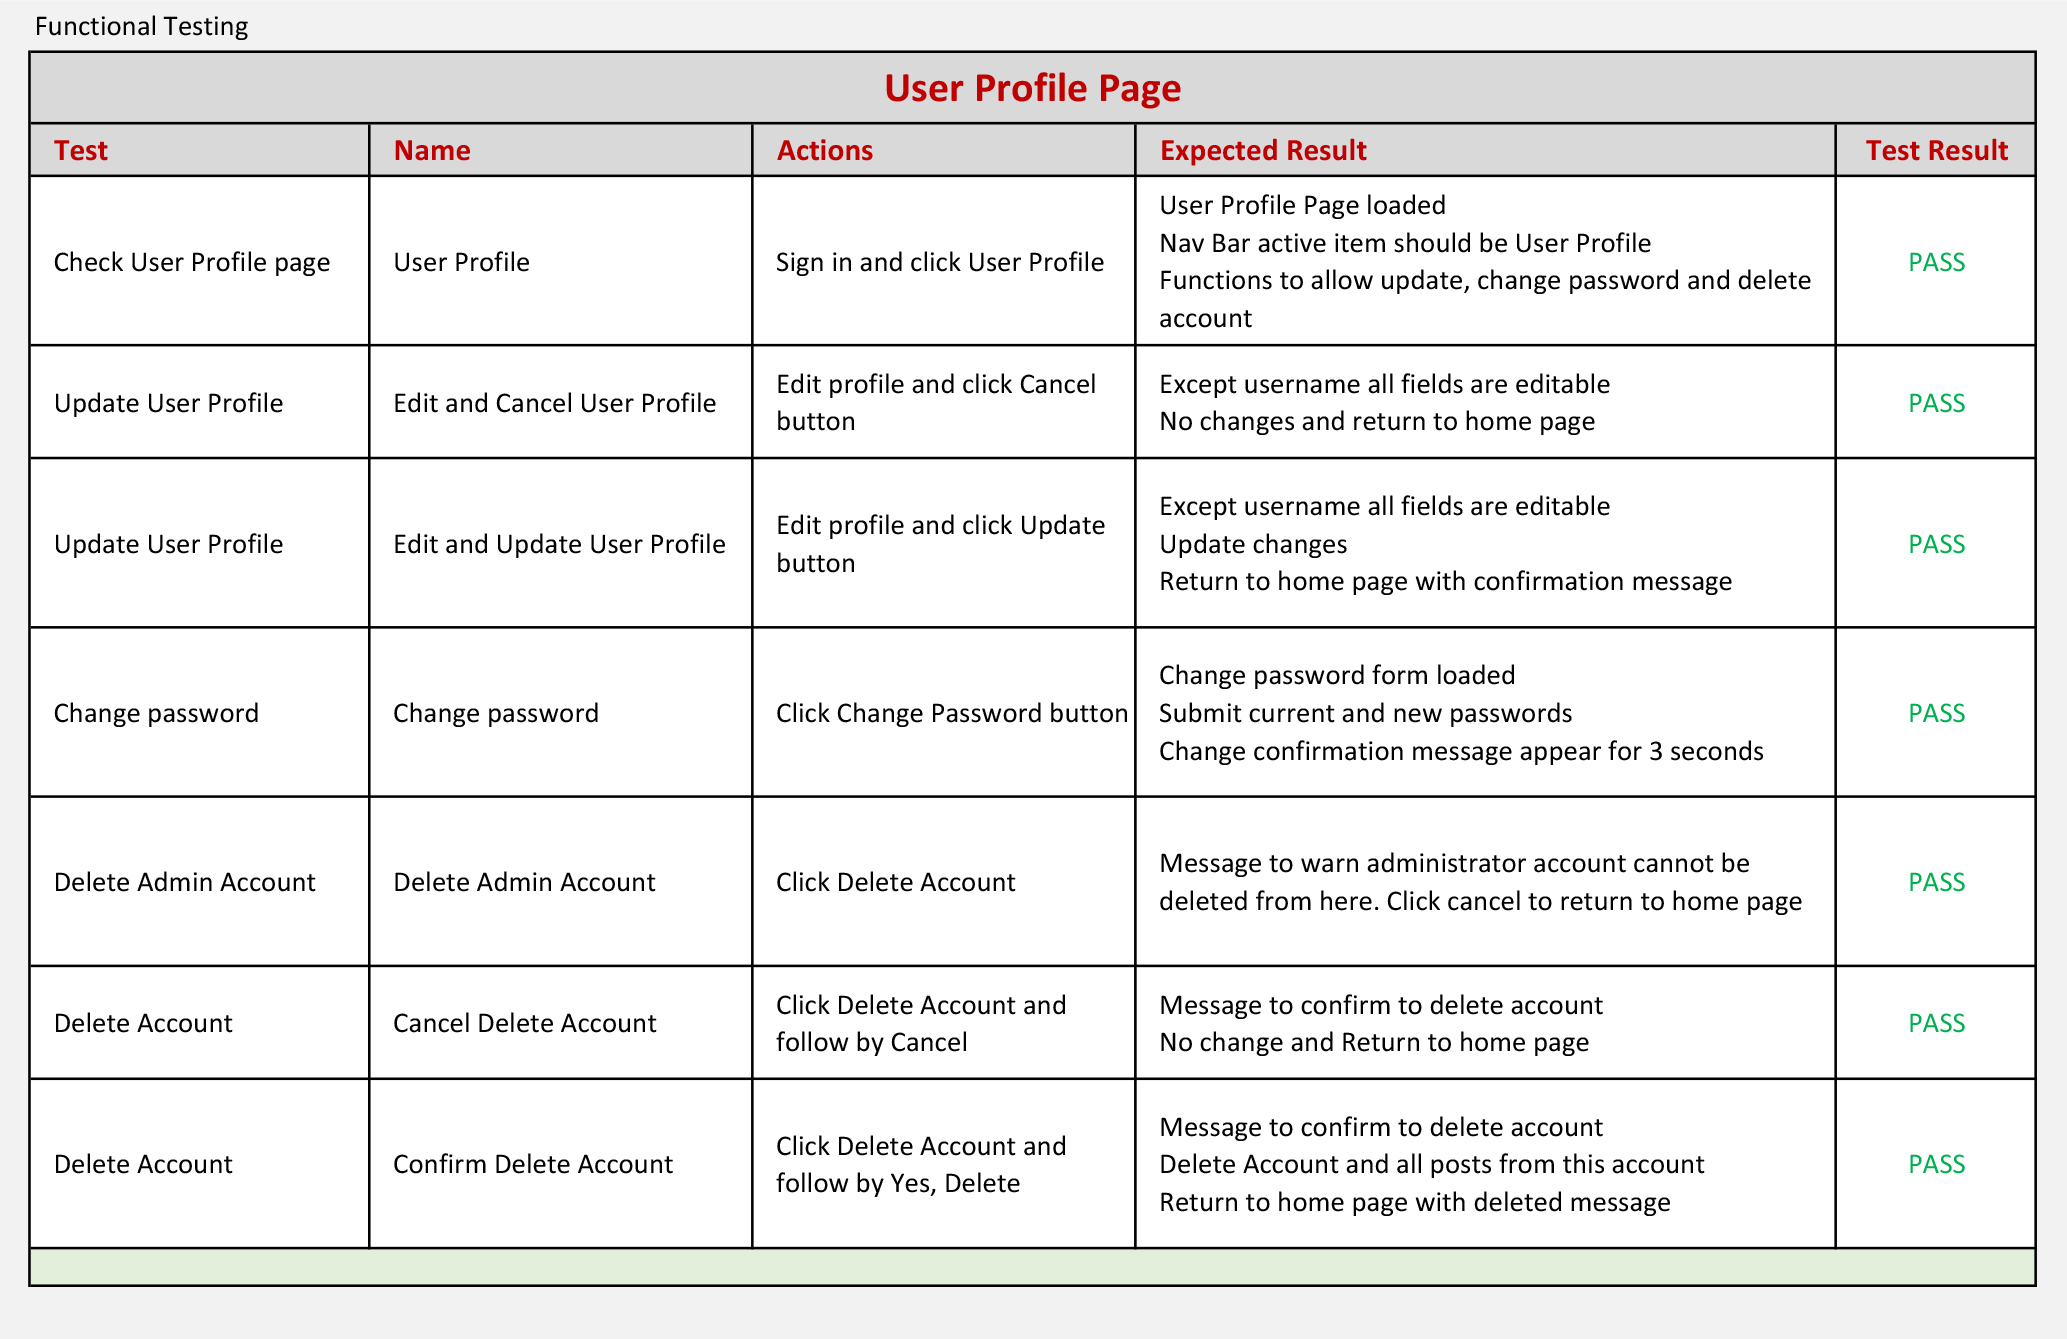 Functional Testing
User Profile Page
Test Name Actions Expected Result Test Result
Check User Profile page
User Profile
Sign in and click User Profile
User Profile Page loaded
Nav Bar active item should be User Profile
Functions to allow update, change password and delete
account
PASS
Update User Profile
Edit and Cancel User Profile
Edit profile and click Cancel
button
Except username all fields are editable
No changes and return to home page
PASS
Update User Profile
Edit and Update User Profile
Edit profile and click Update
button
Except username all fields are editable
Update changes
Return to home page with confirmation message
PASS
Change password
Change password
Click Change Password button
Change password form loaded
Submit current and new passwords
Change confirmation message appear for 3 seconds
PASS
Delete Admin Account
Delete Admin Account
Click Delete Account
Message to warn administrator account cannot be
deleted from here. Click cancel to return to home page
PASS
Delete Account
Cancel Delete Account
Click Delete Account and
follow by Cancel
Message to confirm to delete account
No change and Return to home page
PASS
Delete Account
Confirm Delete Account
Click Delete Account and
follow by Yes, Delete
Message to confirm to delete account
Delete Account and all posts from this account
Return to home page with deleted message
PASS